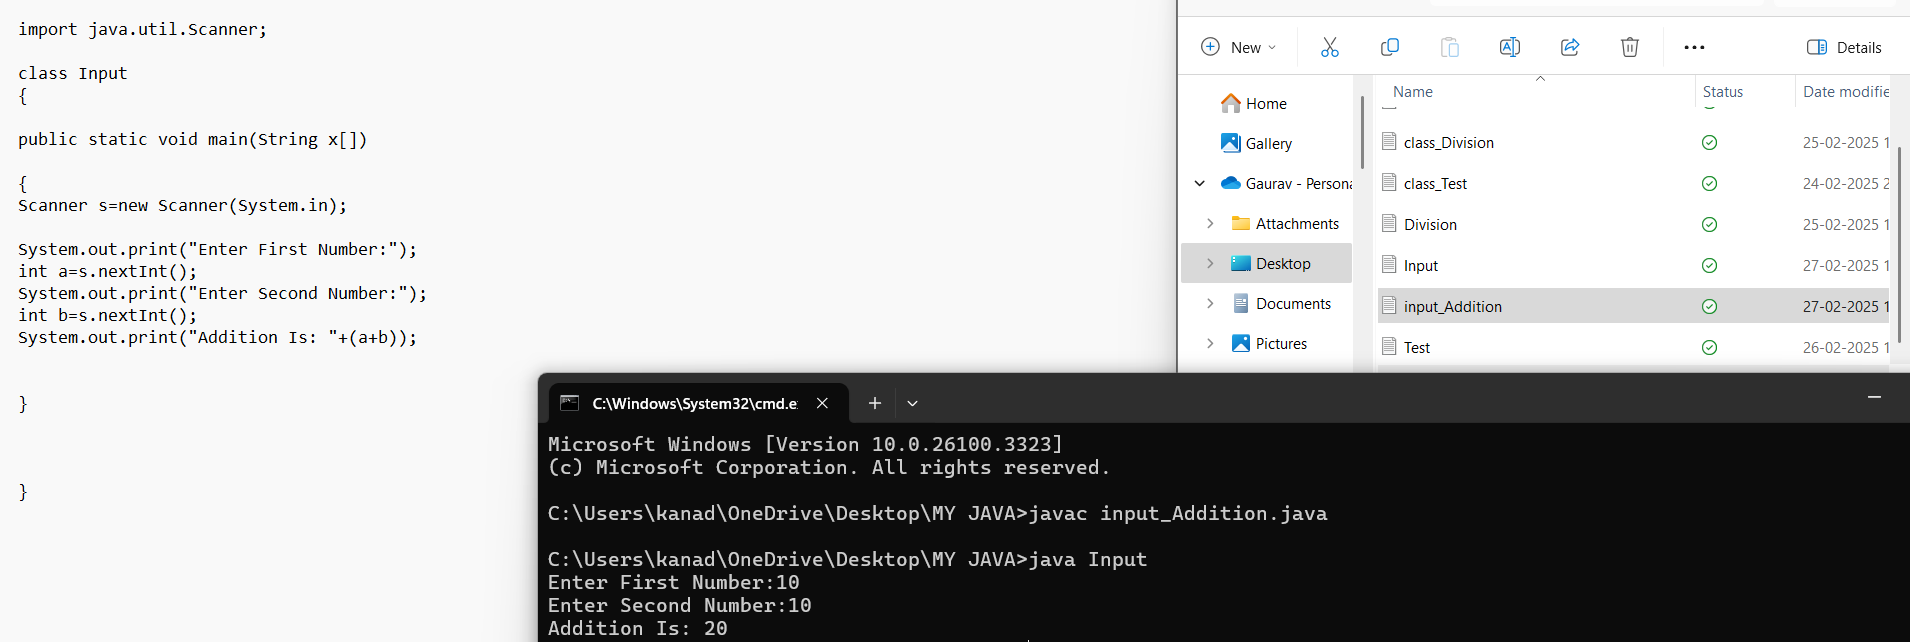 import java.util.Scanner;
class Input
{
public static void main(String x[])
{
Scanner s=new Scanner(System.in);
System.out.print("Enter First Number:");
int a=s.nextInt();
System.out.print("Enter Second Number:");
int b=s.nextInt();
System.out.print("Addition Is: "+(a+b));
}
}
New
Details
Home
Gallery
Gaurav - Persona
Attachments
Desktop
Documents
Pictures
Name Status Date modifie
class_Division 25-02-2025 1
class_Test 24-02-2025 2
Division 25-02-2025 1
Input 27-02-2025 1
input_Addition 27-02-2025 1
Test 26-02-2025 1
C:\Windows\System32\cmd.e
Microsoft Windows [Version 10.0.26100.3323]
(c) Microsoft Corporation. All rights reserved.
C:\Users\kanad\OneDrive\Desktop\MY JAVA>javac input_Addition.java
C:\Users\kanad\OneDrive\Desktop\MY JAVA>java Input
Enter First Number:10
Enter Second Number:10
Addition Is: 20